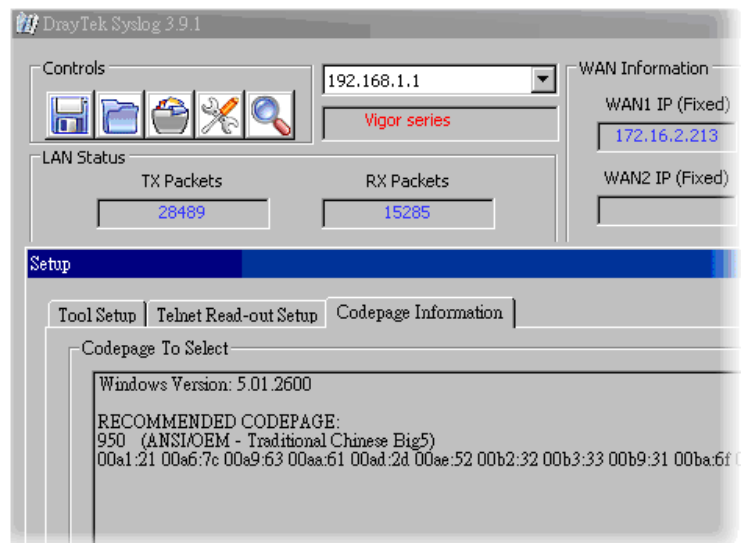 DrayTek Syslog 3.9.1
Controls
192.168.1.1
Vigor series
WAN Information
WAN1 IP (Fixed)
172.16.2.213
WAN2 IP (Fixed)
LAN Status
TX Packets
RX Packets
28489
15285
Setup
Tool Setup
Telnet Read-out Setup
Codepage Information
Codepage To Select
Windows Version: 5.01.2600
RECOMMENDED CODEPAGE:
950 (ANSI/OEM - Traditional Chinese Big5)
00a1:21 00a6:7c 00a9:63 00aa:61 00ad:2d 00ae:52 00b2:32 00b3:33 00b9:31 00ba:6f